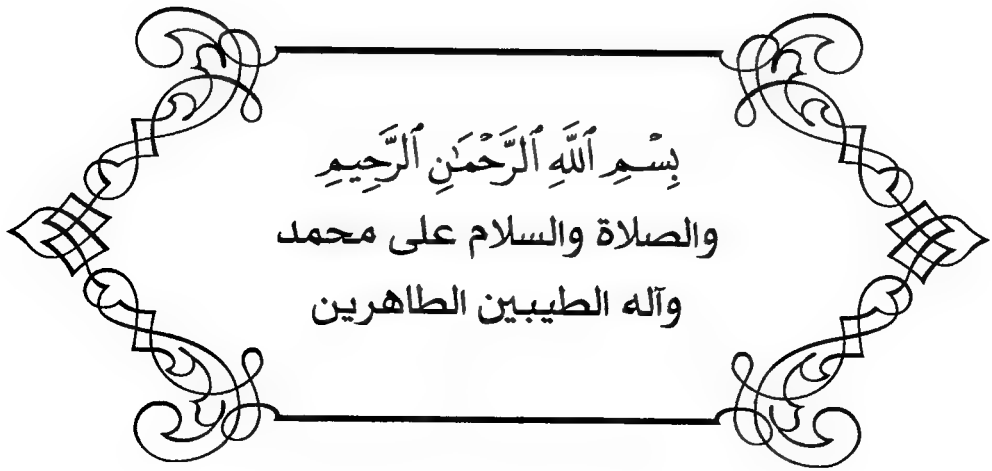 بِسْمِ ٱللَّهِ ٱلرَّحْمَٰنِ ٱلرَّحِيمِ
والصلاة والسلام على محمد
وآله الطيبين الطاهرين